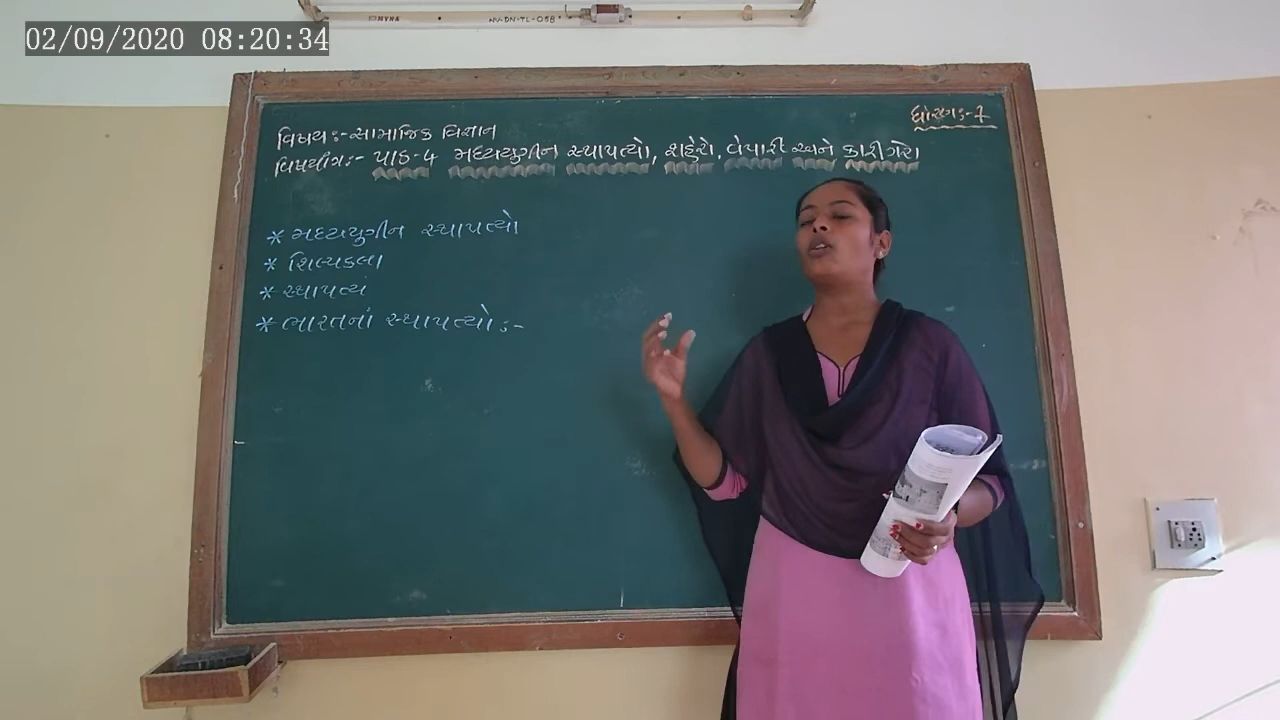 02/09/2020 08:20:34
ધોરણઃ-7
વિષયઃ-સામાજિક વિજ્ઞાન
વિષયાંગઃ- પાઠ-4 મધ્યયુગીન સ્થાપત્યો, શહેરો, વેપારી અને કારીગરો
* મધ્યયુગીન સ્થાપત્યો
* શિલ્પકલા
* સ્થાપત્ય
* ભારતનાં સ્થાપત્યો:-